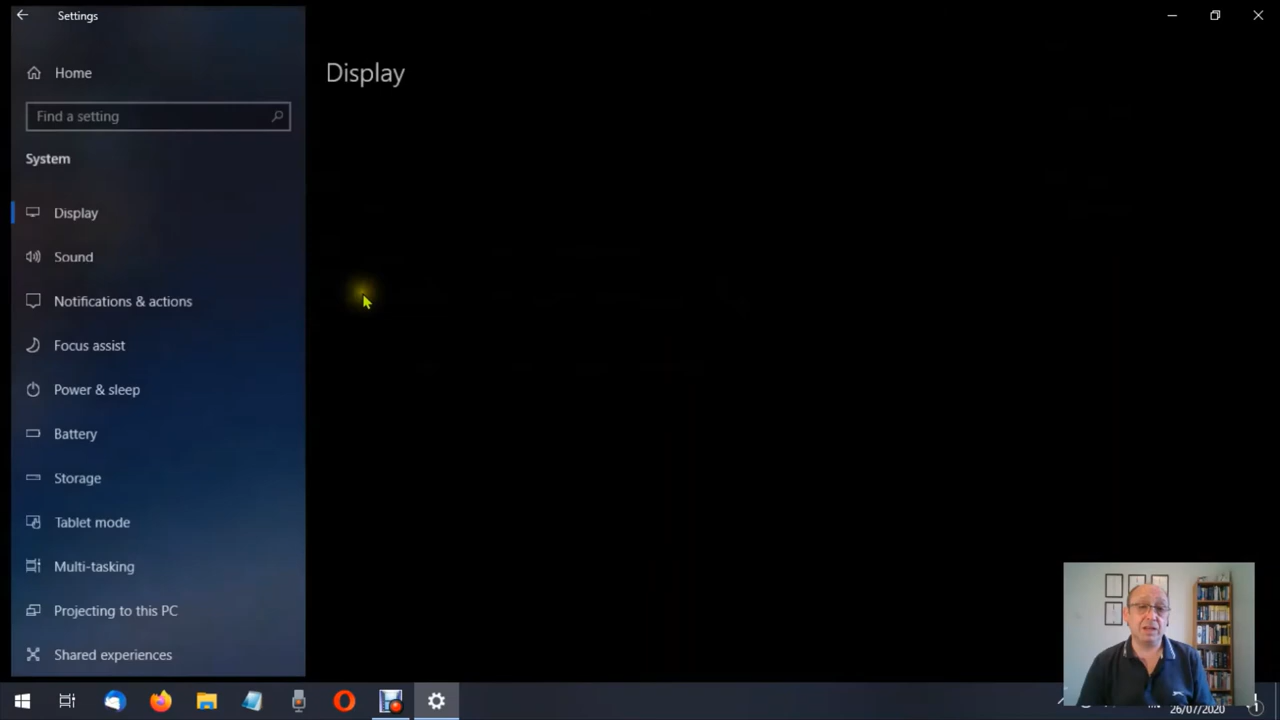 Settings
Home
Display
Find a setting
System
Display
Sound
Notifications & actions
Focus assist
Power & sleep
Battery
Storage
Tablet mode
Multi-tasking
Projecting to this PC
Shared experiences
26/07/2020
1